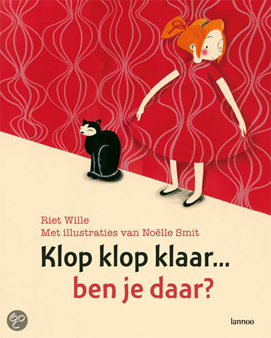 Riet Wille
Met illustraties van Noëlle Smit
Klop klop klaar...
ben je daar?
lannoo